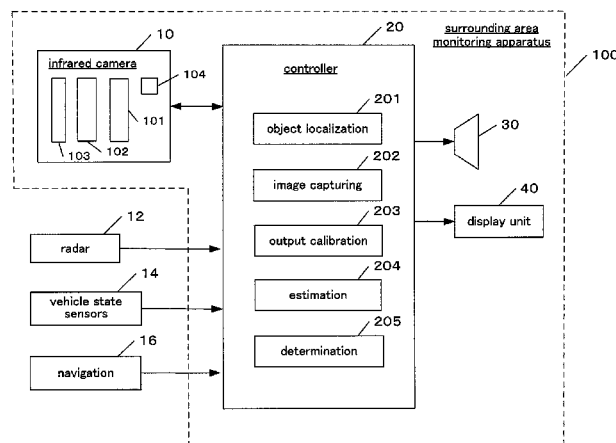 10
infrared camera
104
101
102
103
20
controller
201
object localization
202
image capturing
203
output calibration
204
estimation
205
determination
surrounding area
monitoring apparatus
100
30
40
display unit
12
radar
14
vehicle state
sensors
16
navigation